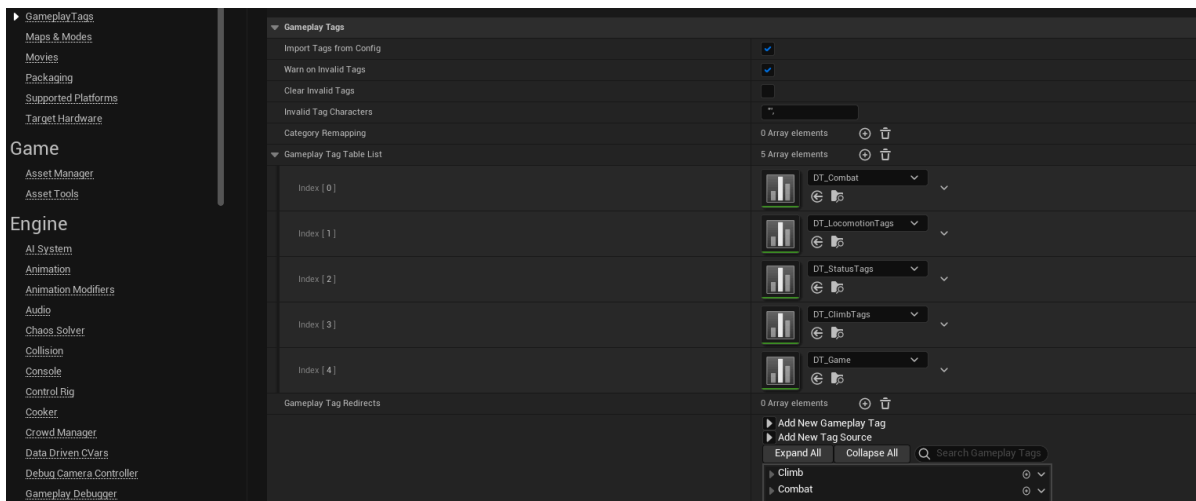 GameplayTags
Maps & Modes
Movies
Packaging
Supported Platforms
Target Hardware
Game
Asset Manager
Asset Tools
Engine
AI System
Animation
Animation Modifiers
Audio
Chaos Solver
Collision
Console
Control Rig
Cooker
Crowd Manager
Data Driven CVars
Debug Camera Controller
Gameplay Debugger
Gameplay Tags
Import Tags from Config
Warn on Invalid Tags
Clear Invalid Tags
Invalid Tag Characters
Category Remapping 0 Array elements
Gameplay Tag Table List 5 Array elements
Index [ 0 ] DT_Combat
Index [ 1 ] DT_LocomotionTags
Index [ 2 ] DT_StatusTags
Index [ 3 ] DT_ClimbTags
Index [ 4 ] DT_Game
Gameplay Tag Redirects 0 Array elements
Add New Gameplay Tag
Add New Tag Source
Expand All Collapse All Search Gameplay Tags
Climb
Combat